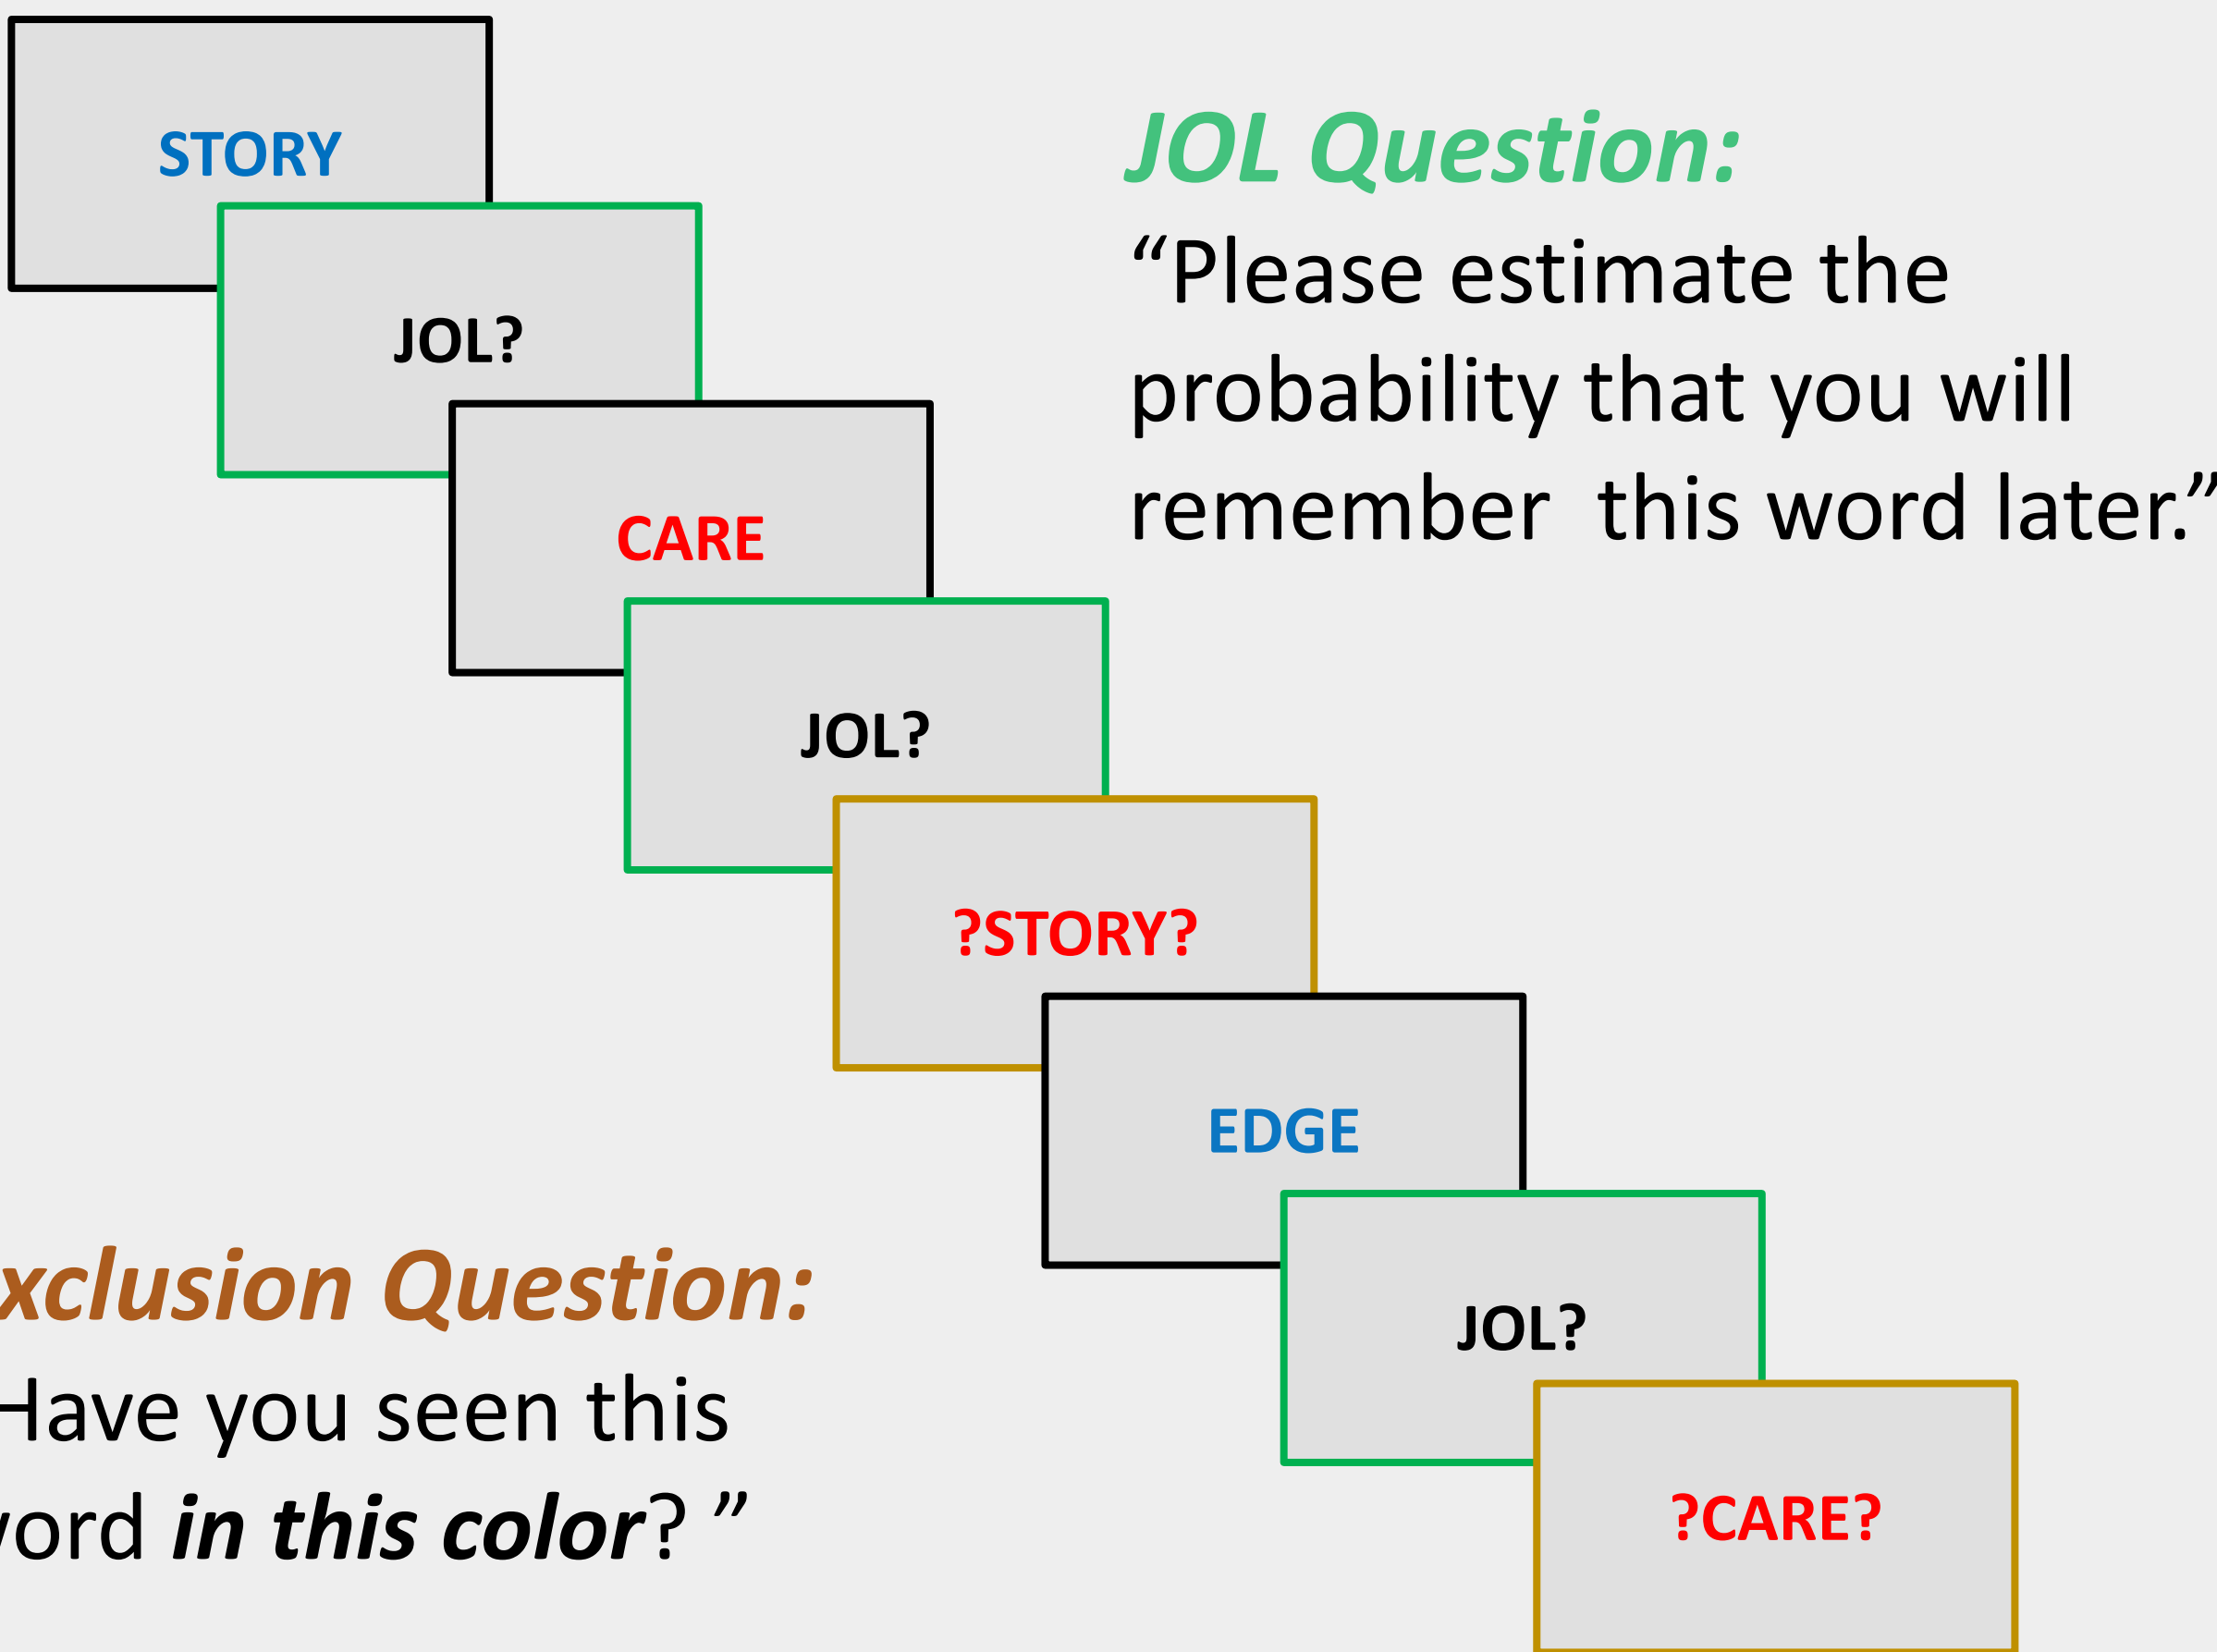 STORY
JOL?
CARE
JOL?
?STORY?
EDGE
JOL?
?CARE?
JOL Question:
“Please estimate the
probability that you will
remember  this word later.”
xclusion Question:
Have you seen this
ord in this color? ”